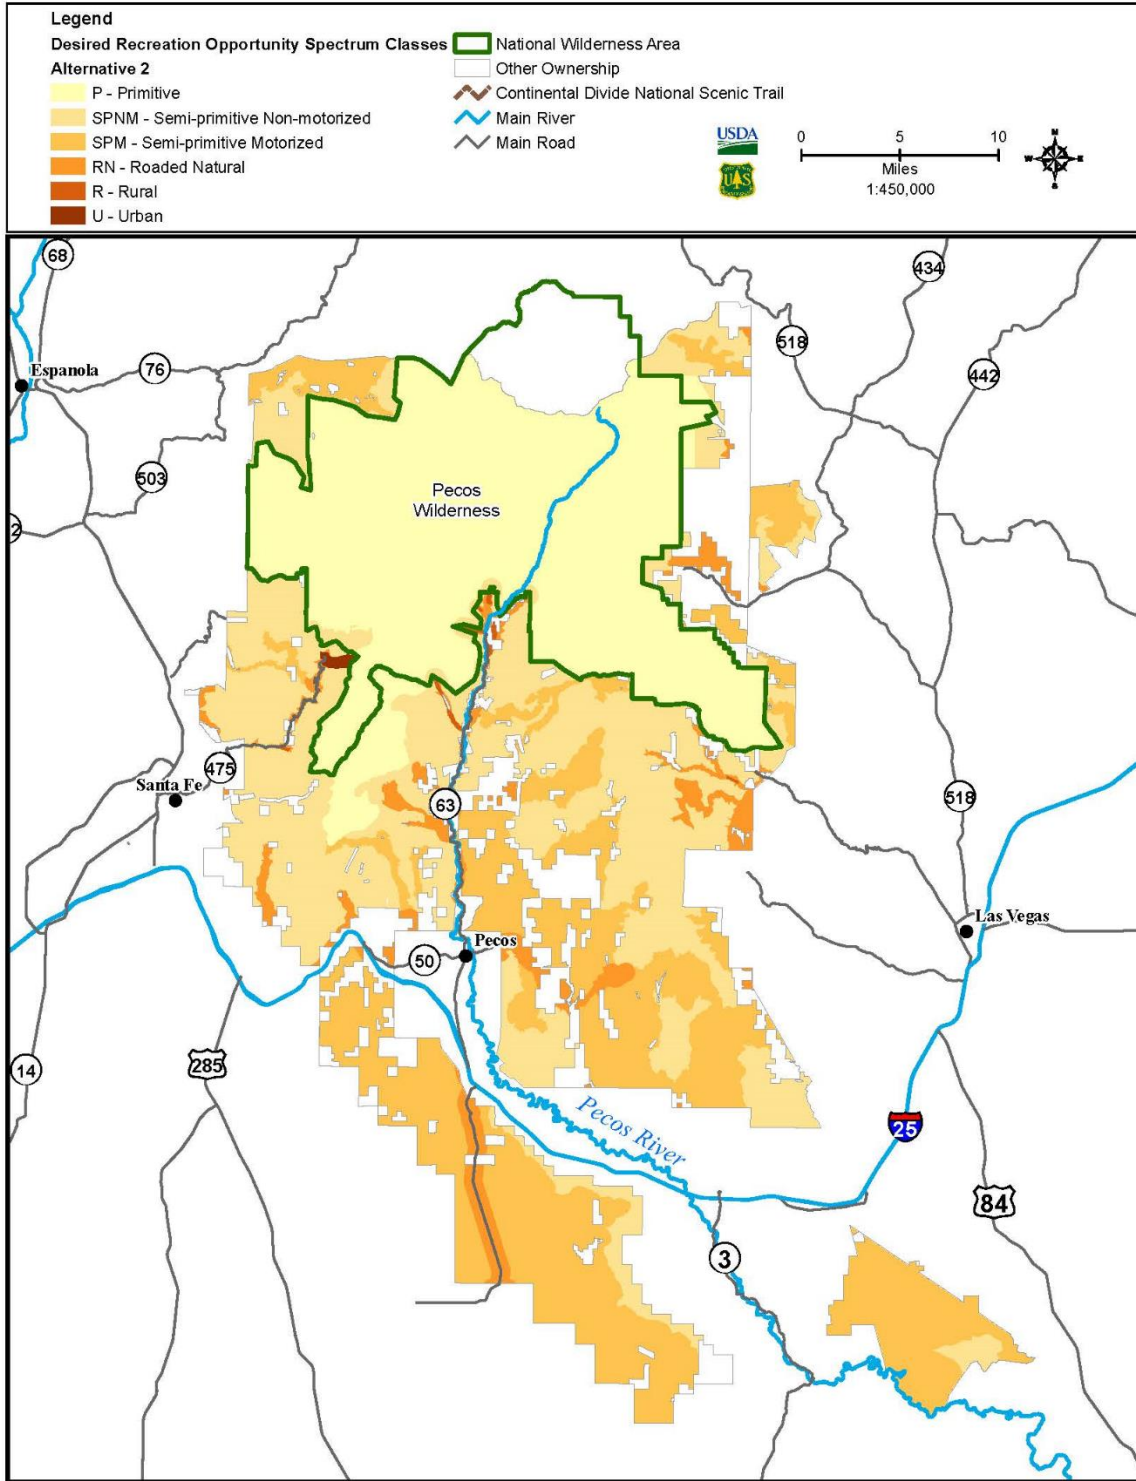 Legend
Desired Recreation Opportunity Spectrum Classes
Alternative 2
P - Primitive
SPNM - Semi-primitive Non-motorized
SPM - Semi-primitive Motorized
RN - Roaded Natural
R - Rural
U - Urban
National Wilderness Area
Other Ownership
Continental Divide National Scenic Trail
Main River
Main Road
USDA
U S
0 5 10
Miles
1:450,000
N
W E
S
68
434
518
76
Espanola
442
503
Pecos
Wilderness
2
475
Santa Fe
63
518
Las Vegas
Pecos
50
14
285
Pecos River
25
84
3